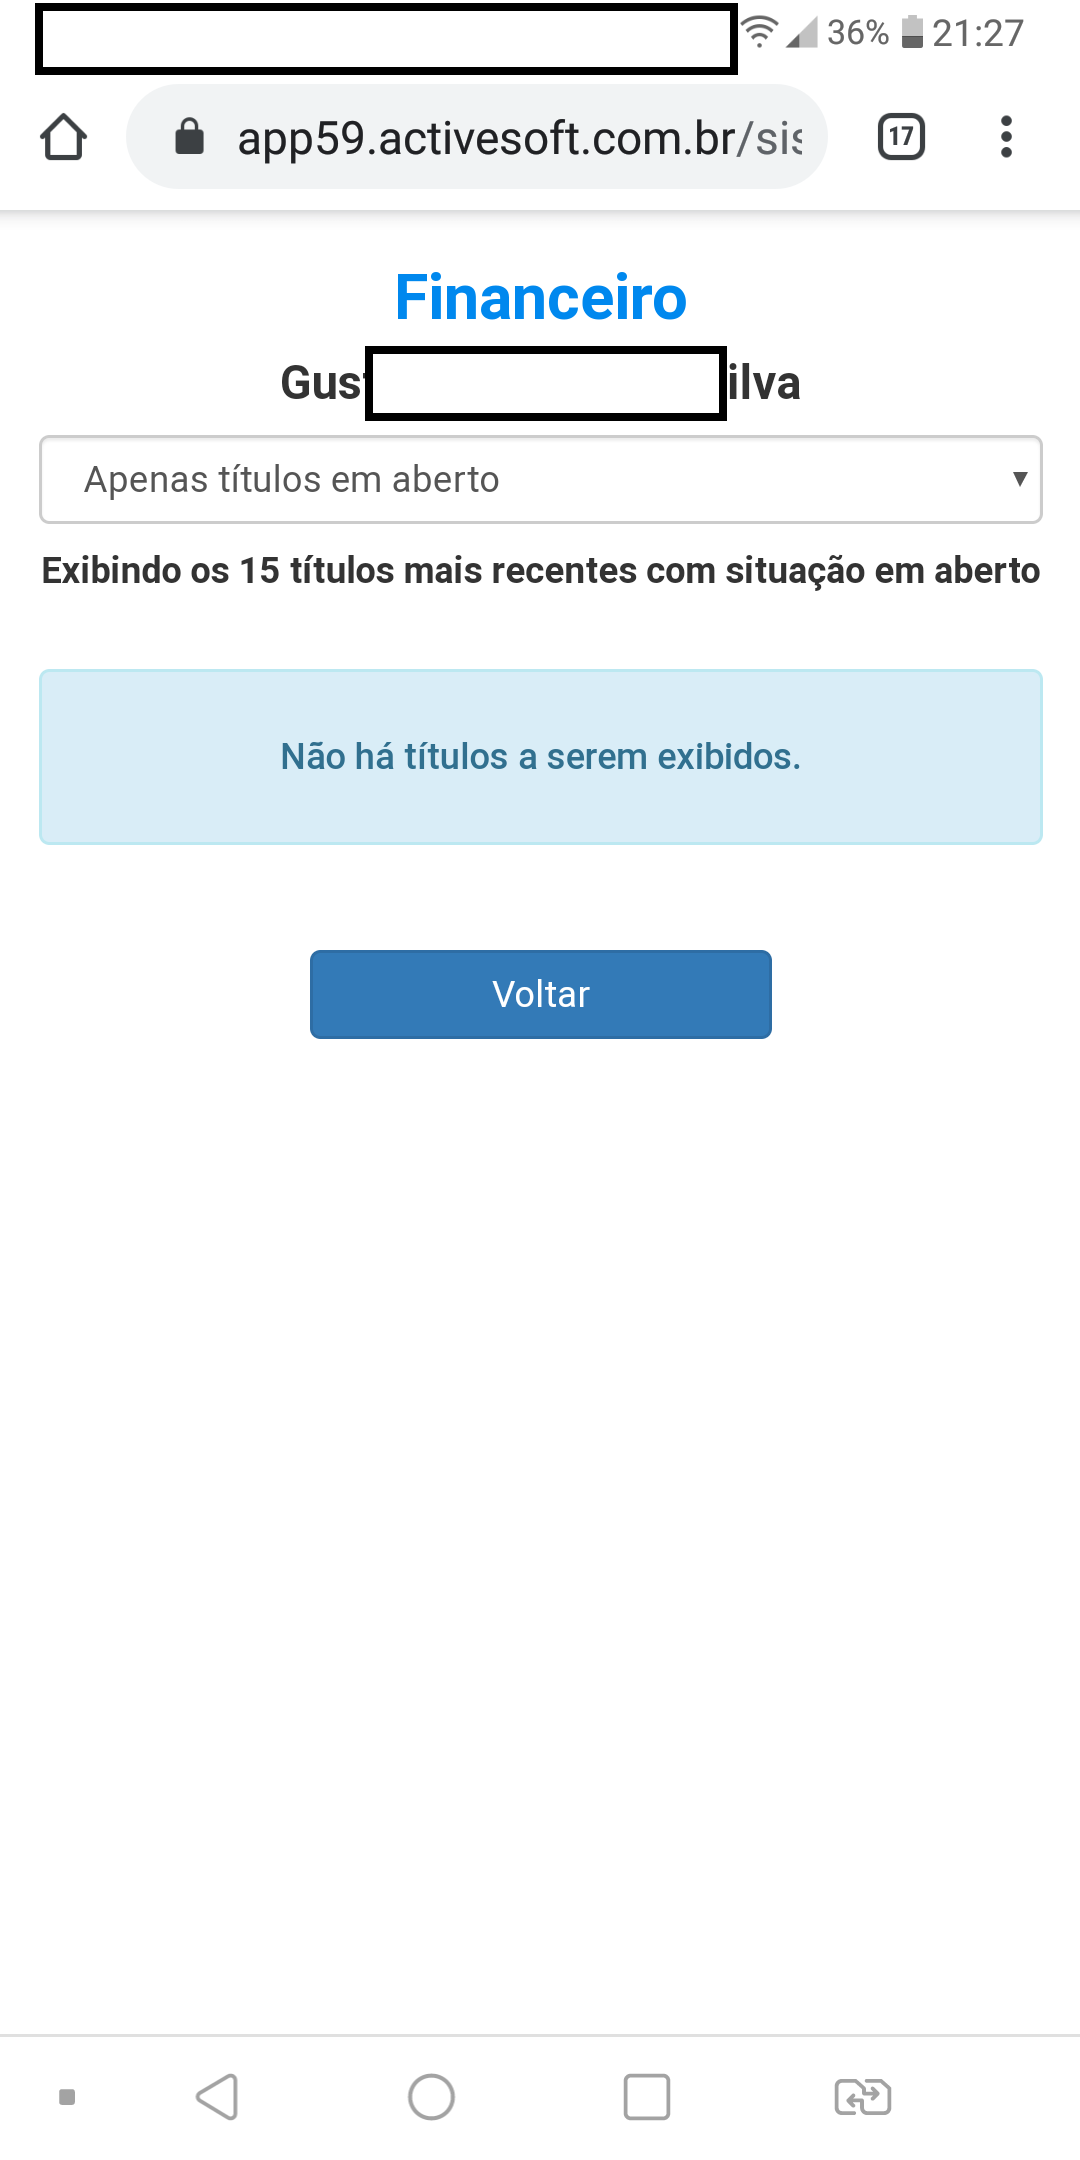 36% 21:27
app59.activesoft.com.br/sis
17
Financeiro
Gus ilva
Apenas títulos em aberto
Exibindo os 15 títulos mais recentes com situação em aberto
Não há títulos a serem exibidos.
Voltar